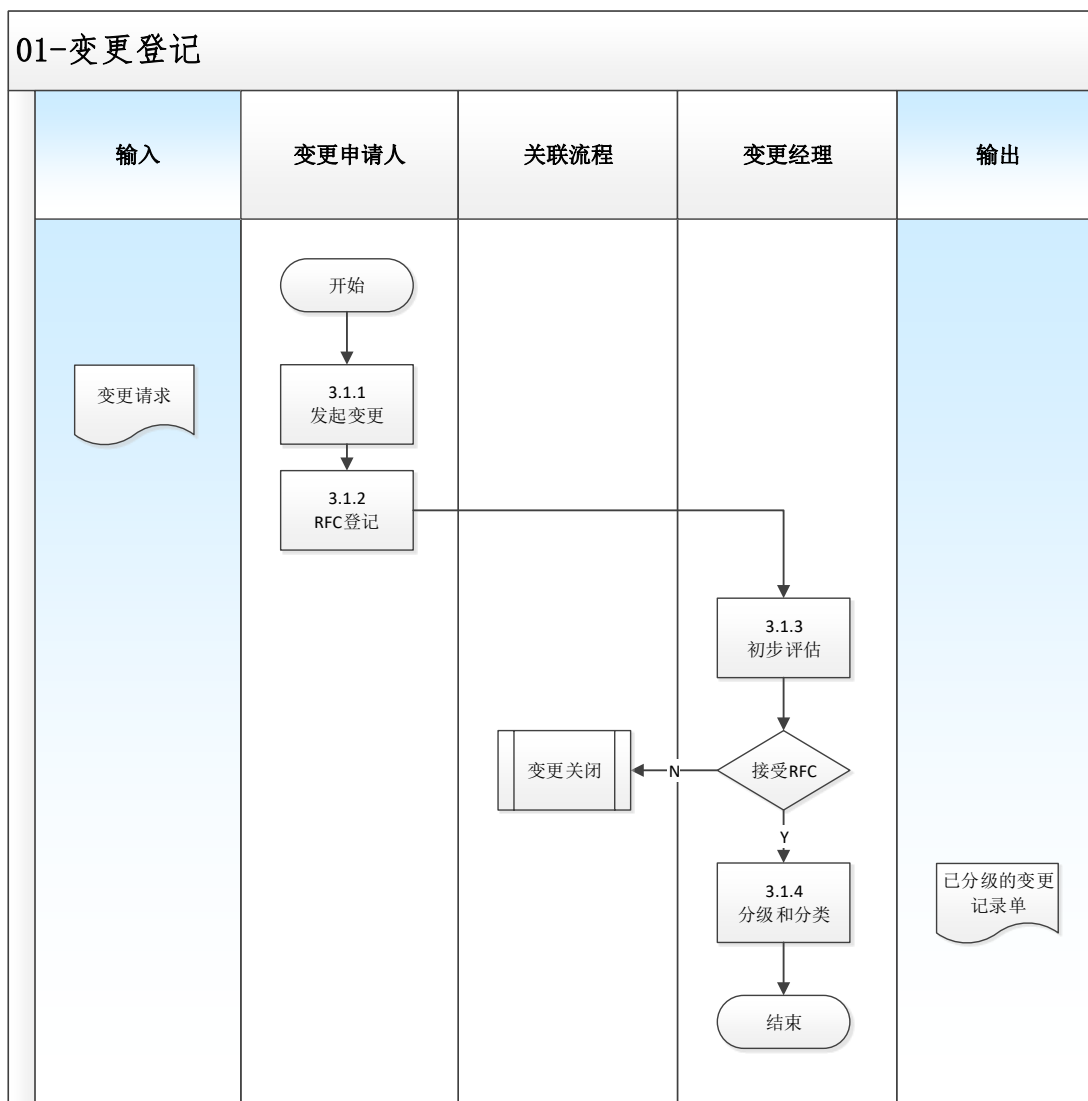 01-变更登记
输入
变更申请人
关联流程
变更经理
输出
开始
变更请求
3.1.1
发起变更
3.1.2
RFC登记
3.1.3
初步评估
变更关闭
N
接受RFC
Y
3.1.4
分级和分类
已分级的变更
记录单
结束